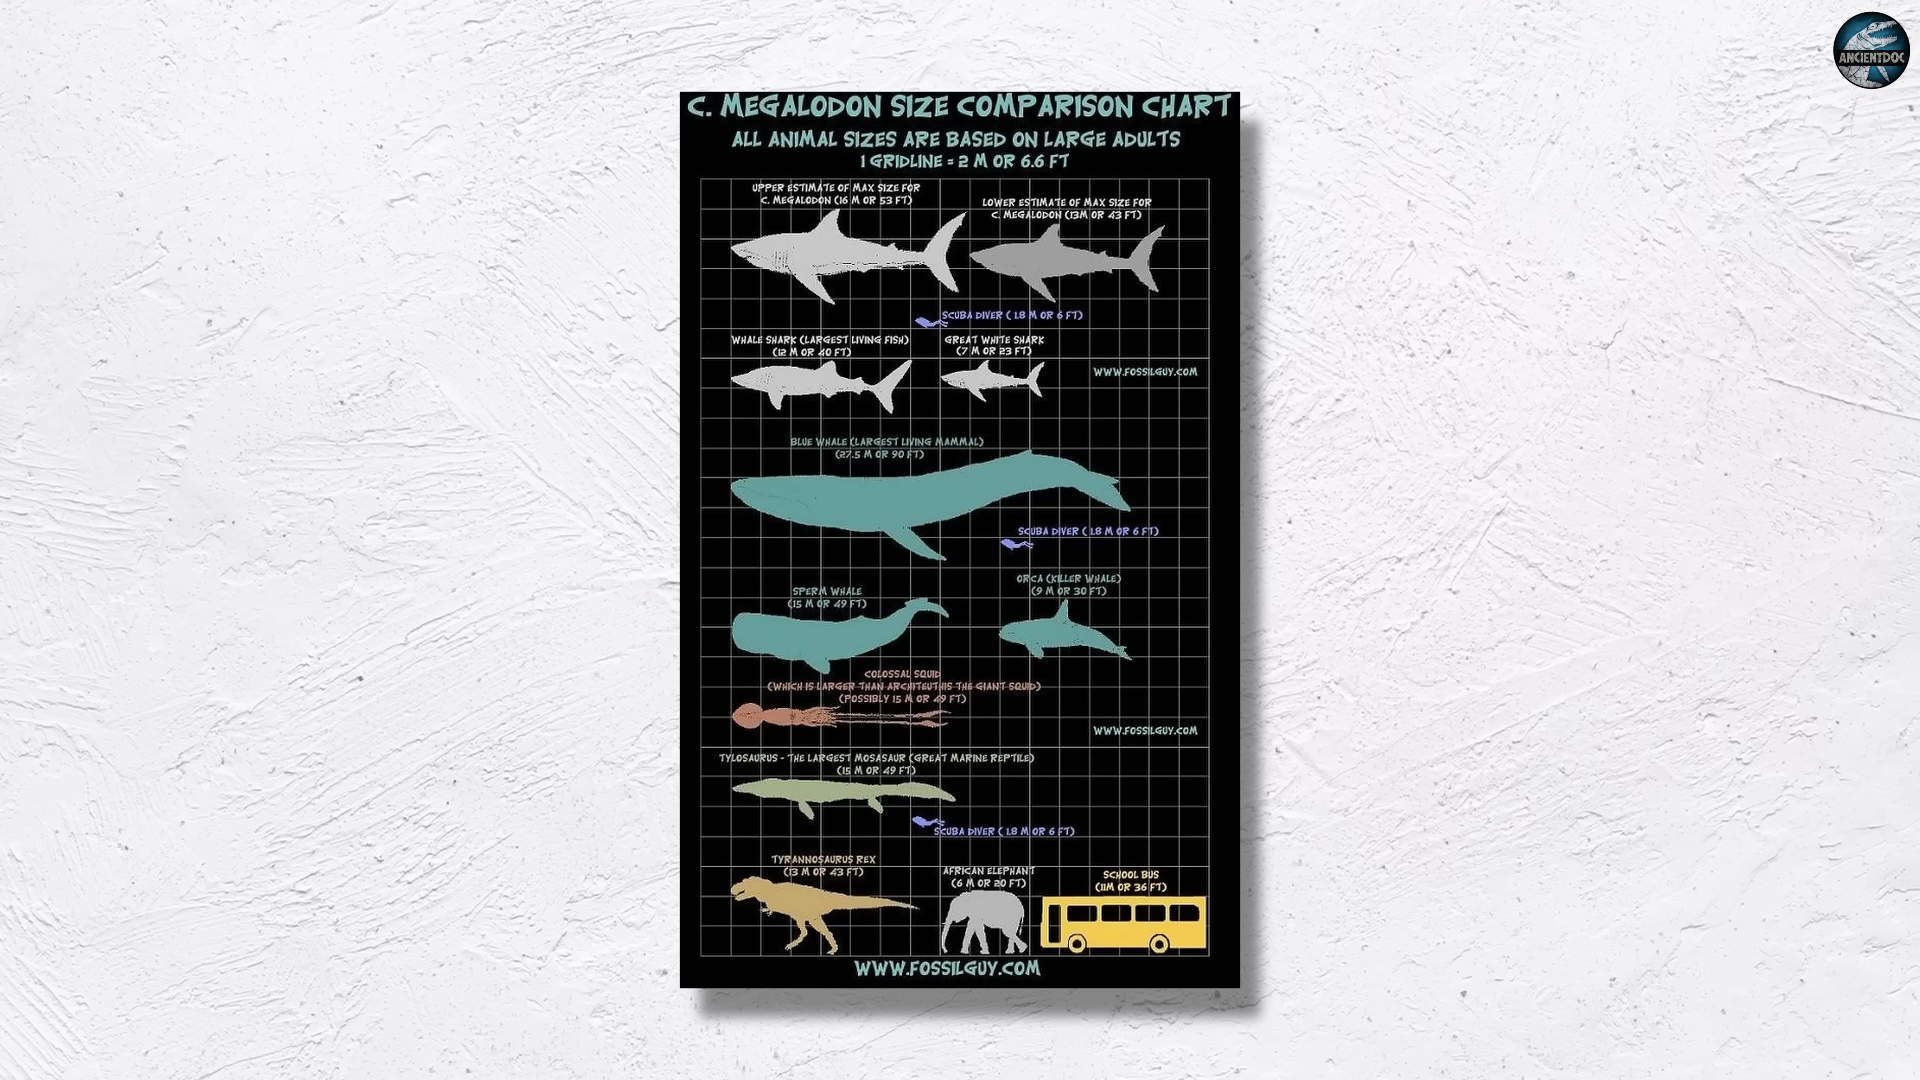 ANCIENTDOC
C. MEGALODON SIZE COMPARISON CHART
ALL ANIMAL SIZES ARE BASED ON LARGE ADULTS
1 GRIDLINE = 2 M OR 6.6 FT
UPPER ESTIMATE OF MAX SIZE FOR
C. MEGALODON (16 M OR 53 FT)
LOWER ESTIMATE OF MAX SIZE FOR
C. MEGALODON (13M OR 43 FT)
SCUBA DIVER ( 1.8 M OR 6 FT)
WHALE SHARK (LARGEST LIVING FISH)
(12 M OR 40 FT)
GREAT WHITE SHARK
(7 M OR 23 FT)
WWW.FOSSILGUY.COM
BLUE WHALE (LARGEST LIVING MAMMAL)
(27.5 M OR 90 FT)
SCUBA DIVER ( 1.8 M OR 6 FT)
SPERM WHALE
(15 M OR 49 FT)
ORCA (KILLER WHALE)
(9 M OR 30 FT)
COLOSSAL SQUID
(WHICH IS LARGER THAN ARCHITEUTHIS THE GIANT SQUID)
(POSSIBLY 15 M OR 49 FT)
WWW.FOSSILGUY.COM
TYLOSAURUS - THE LARGEST MOSASAUR (GREAT MARINE REPTILE)
(15 M OR 49 FT)
SCUBA DIVER ( 1.8 M OR 6 FT)
TYRANNOSAURUS REX
(13 M OR 43 FT)
AFRICAN ELEPHANT
(6 M OR 20 FT)
SCHOOL BUS
(11M OR 36 FT)
WWW.FOSSILGUY.COM